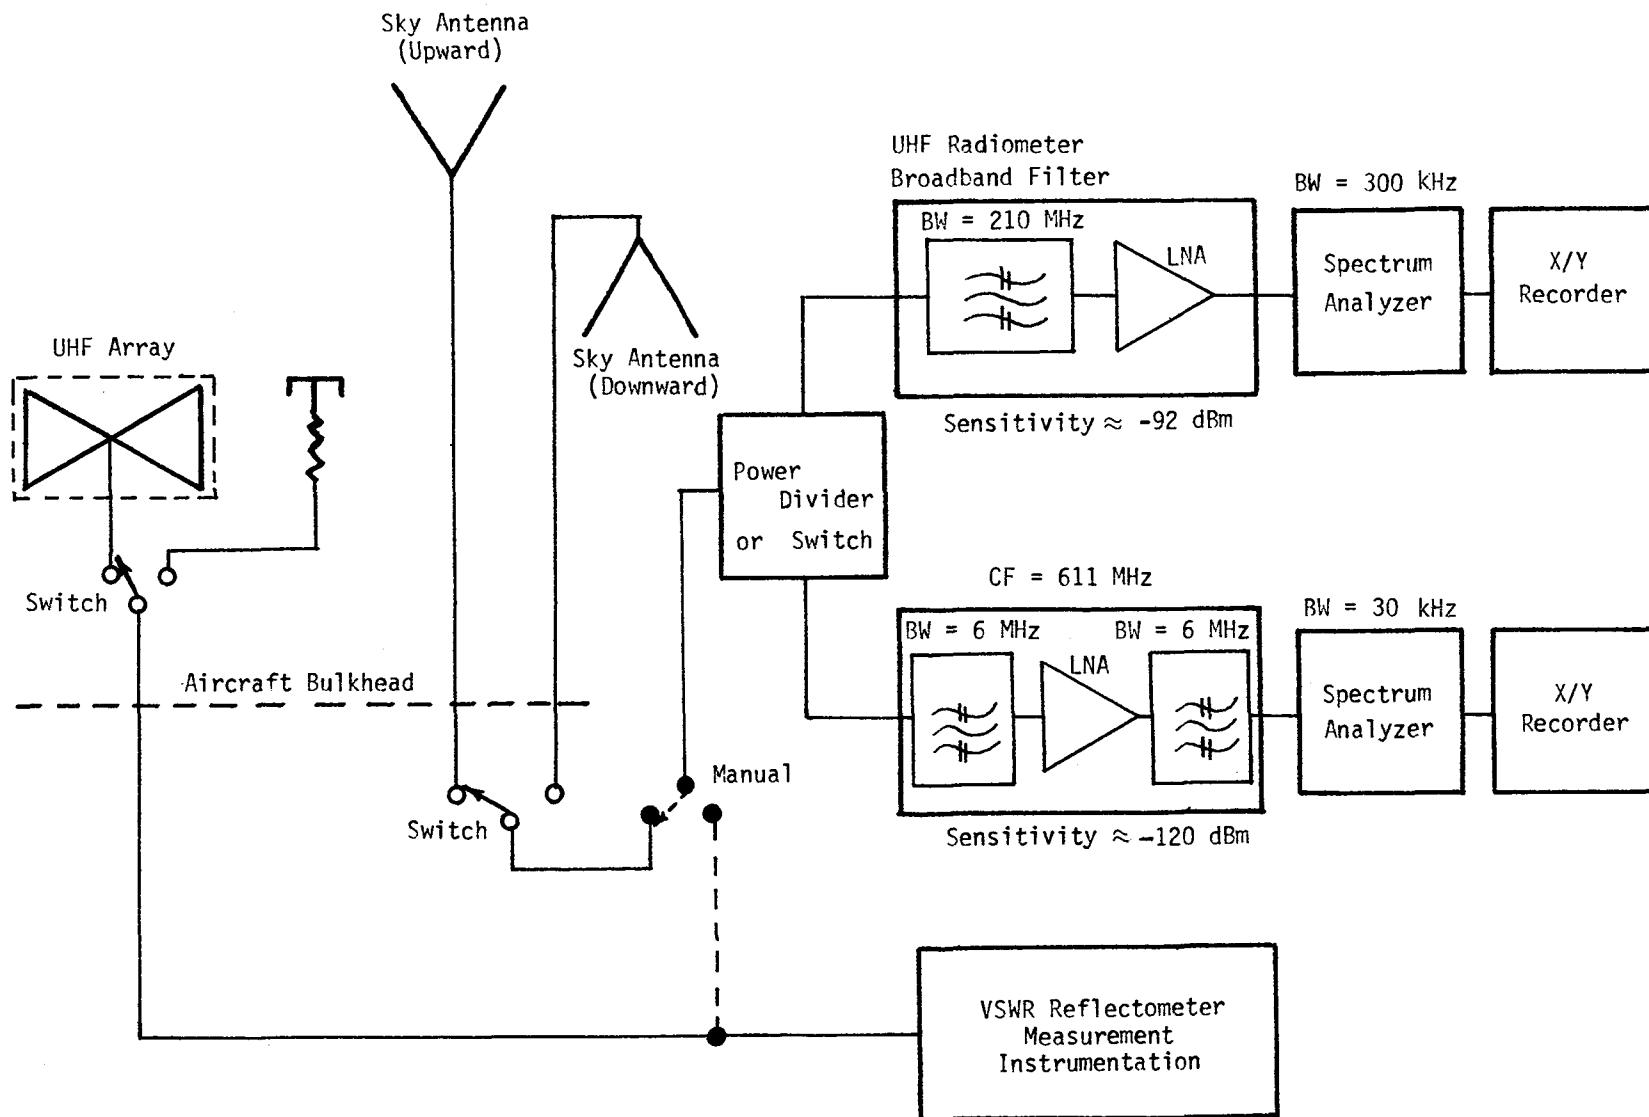 Sky Antenna
(Upward)
UHF Radiometer
Broadband Filter
BW = 300 kHz
BW = 210 MHz
LNA
Spectrum
Analyzer
X/Y
Recorder
UHF Array
Sky Antenna
(Downward)
Sensitivity ≈ -92 dBm
Power
Divider
or Switch
CF = 611 MHz
Switch
BW = 6 MHz
BW = 6 MHz
BW = 30 kHz
LNA
Aircraft Bulkhead
Spectrum
Analyzer
X/Y
Recorder
Manual
Switch
Sensitivity ≈ -120 dBm
VSWR Reflectometer
Measurement
Instrumentation